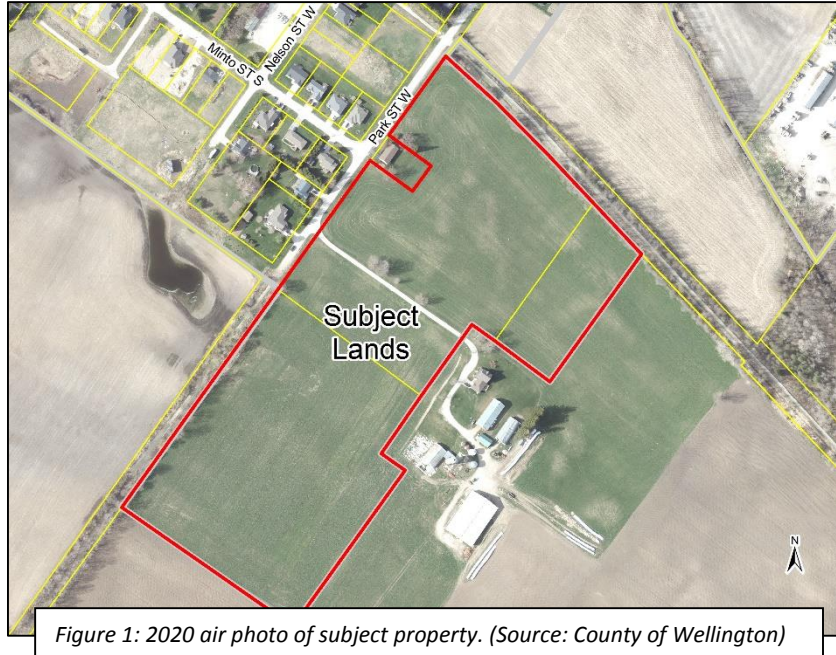 Minto ST S
Nelson ST W
Park ST W
Subject
Lands
N
Figure 1: 2020 air photo of subject property. (Source: County of Wellington)